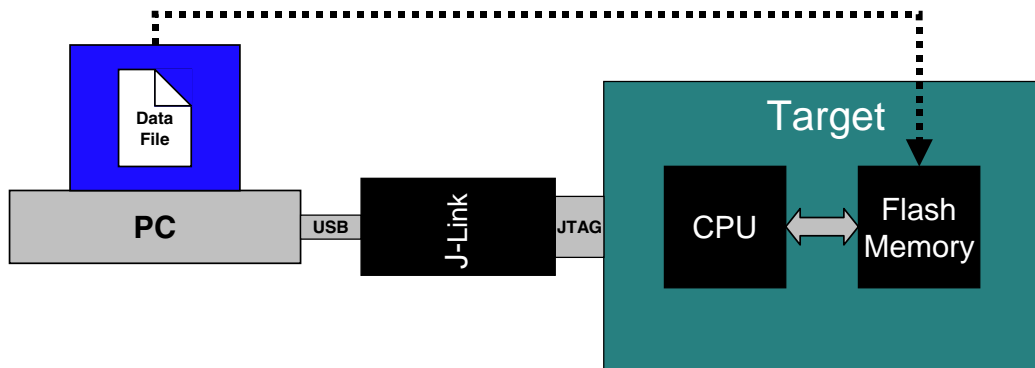 Data
File
PC
USB
J-Link
JTAG
Target
CPU
Flash
Memory